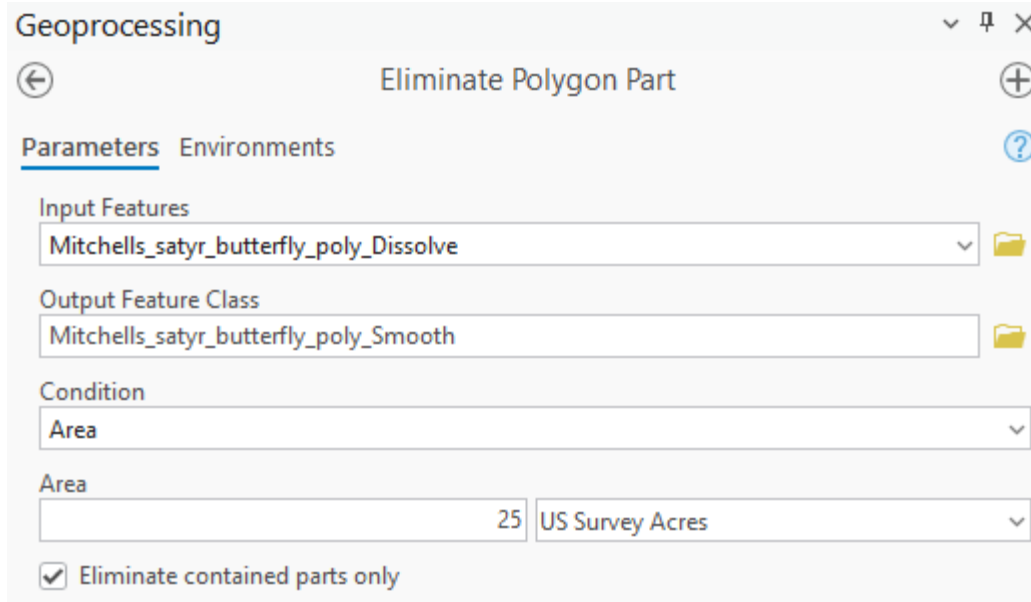 Geoprocessing
Eliminate Polygon Part
Parameters Environments
Input Features
Mitchells_satyr_butterfly_poly_Dissolve
Output Feature Class
Mitchells_satyr_butterfly_poly_Smooth
Condition
Area
Area
25 US Survey Acres
Eliminate contained parts only